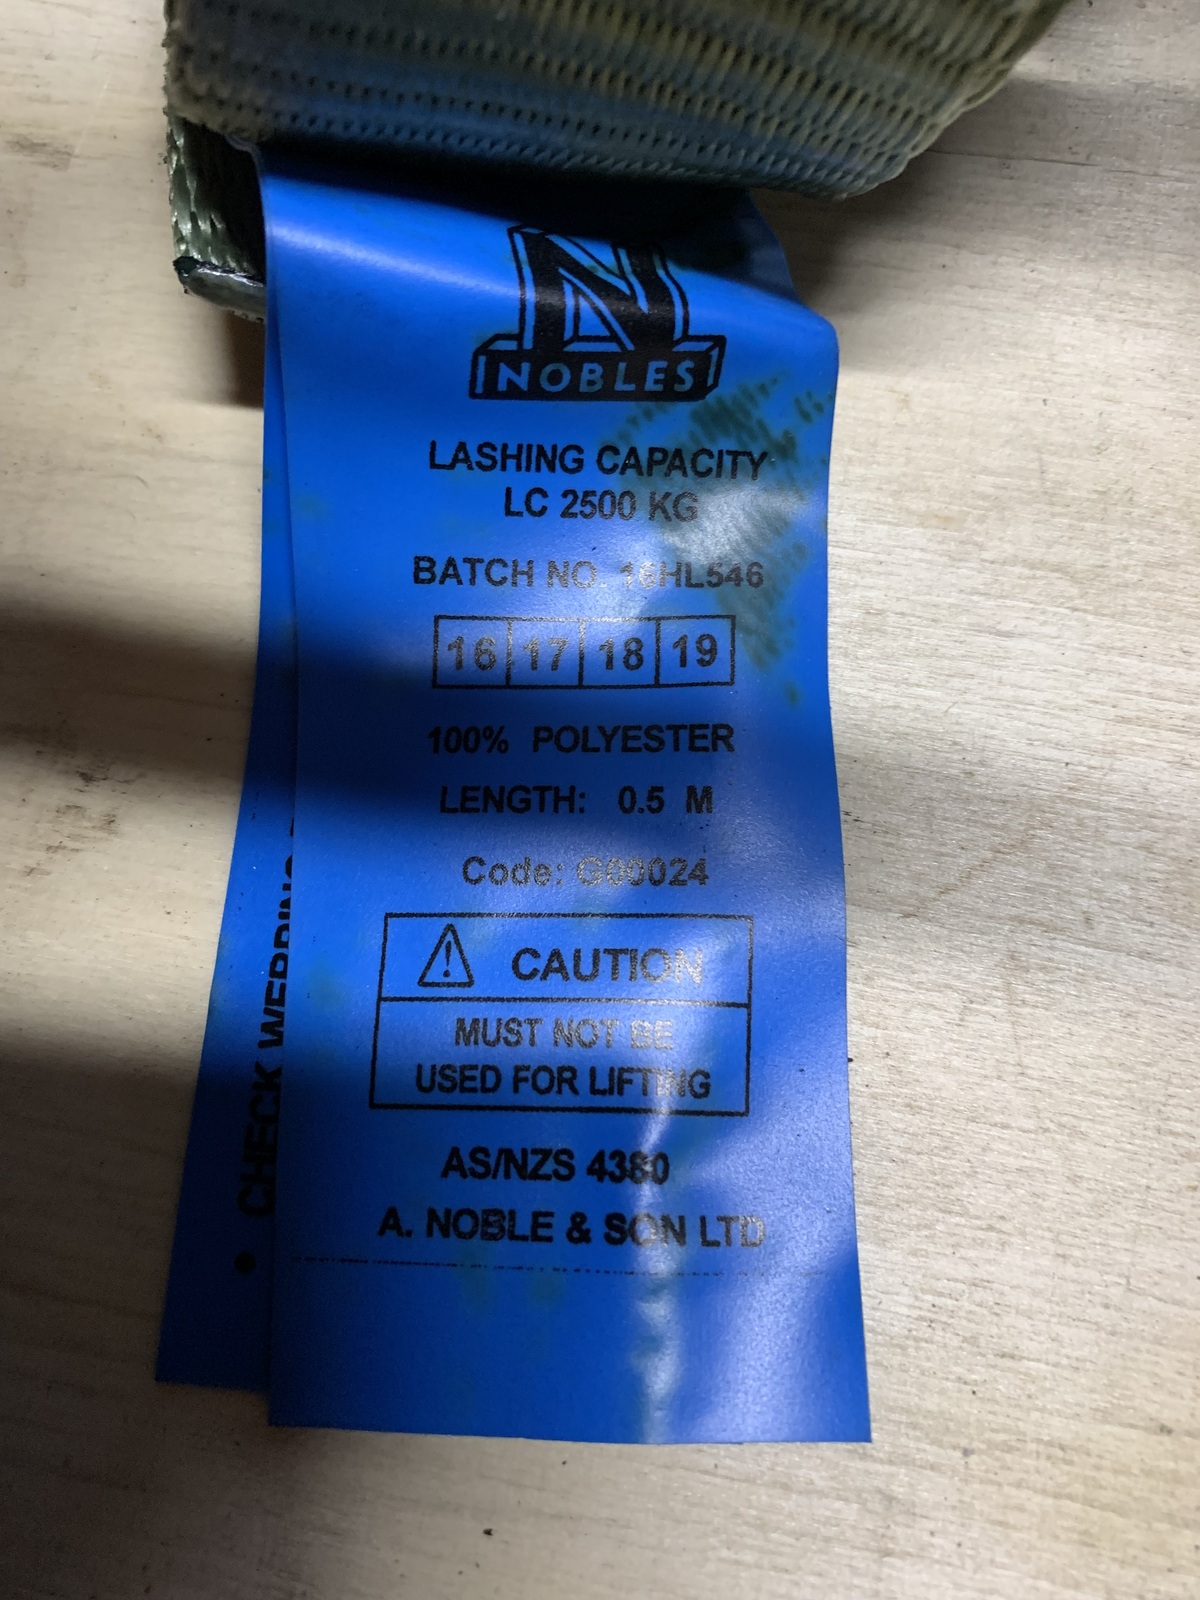 N
NOBLES
LASHING CAPACITY
LC 2500 KG
BATCH NO. 16HL546
16 17 18 19
100% POLYESTER
LENGTH: 0.5 M
Code: G00024
CAUTION
MUST NOT BE
USED FOR LIFTING
AS/NZS 4380
A. NOBLE & SON LTD
• CHECK WEBBING